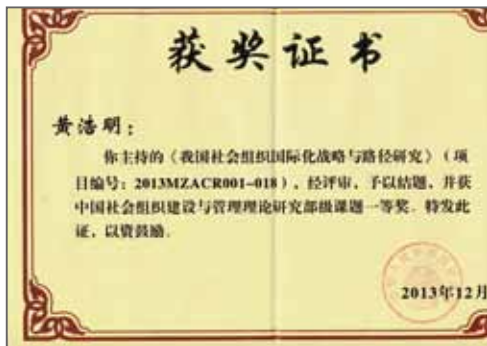 获奖证书
黄浩明：
你主持的《我国社会组织国际化战略与路径研究》（项
目编号：2013MZACR001-018），经评审，予以结题，并获
中国社会组织建设与管理理论研究部级课题一等奖。特发此
证，以资鼓励。
2013年12月